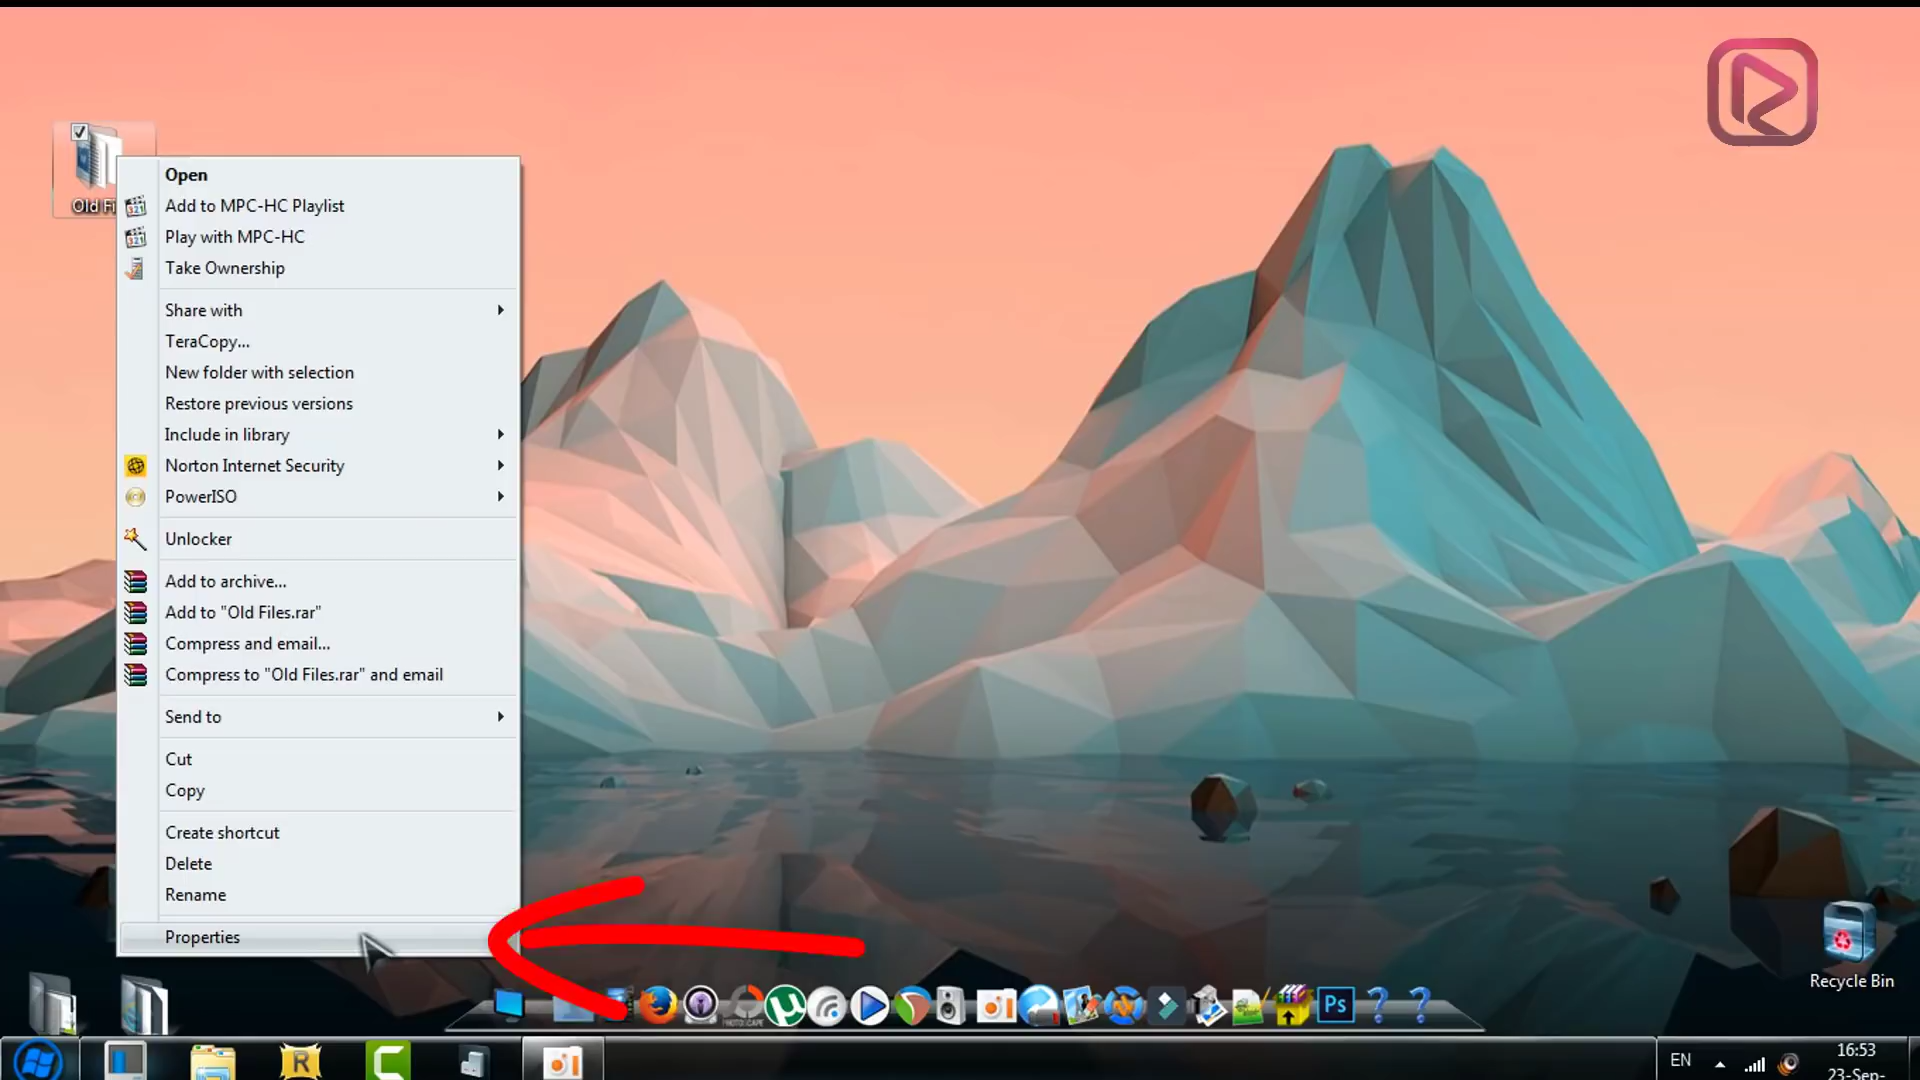 Old Fi
Open
Add to MPC-HC Playlist
Play with MPC-HC
Take Ownership
Share with
TeraCopy...
New folder with selection
Restore previous versions
Include in library
Norton Internet Security
PowerISO
Unlocker
Add to archive...
Add to "Old Files.rar"
Compress and email...
Compress to "Old Files.rar" and email
Send to
Cut
Copy
Create shortcut
Delete
Rename
Properties
Recycle Bin
Ps
EN
16:53
23-Sep-